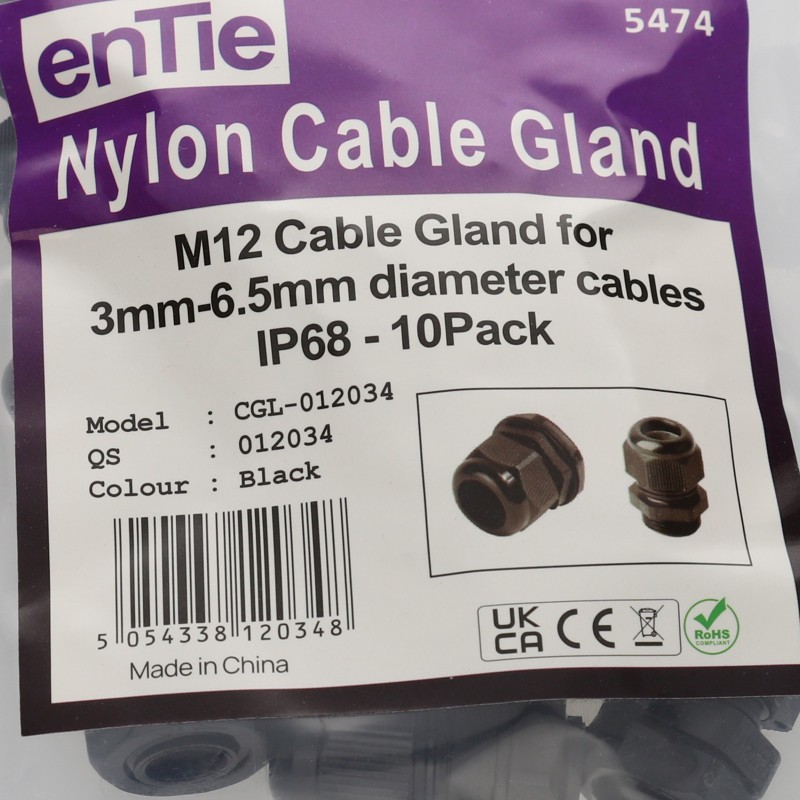 enTie
5474
Nylon Cable Gland
M12 Cable Gland for
3mm-6.5mm diameter cables
IP68 - 10Pack
Model : CGL-012034
QS : 012034
Colour : Black
5 054338 120348
Made in China
UK
CA CE
RoHS
COMPLIANT